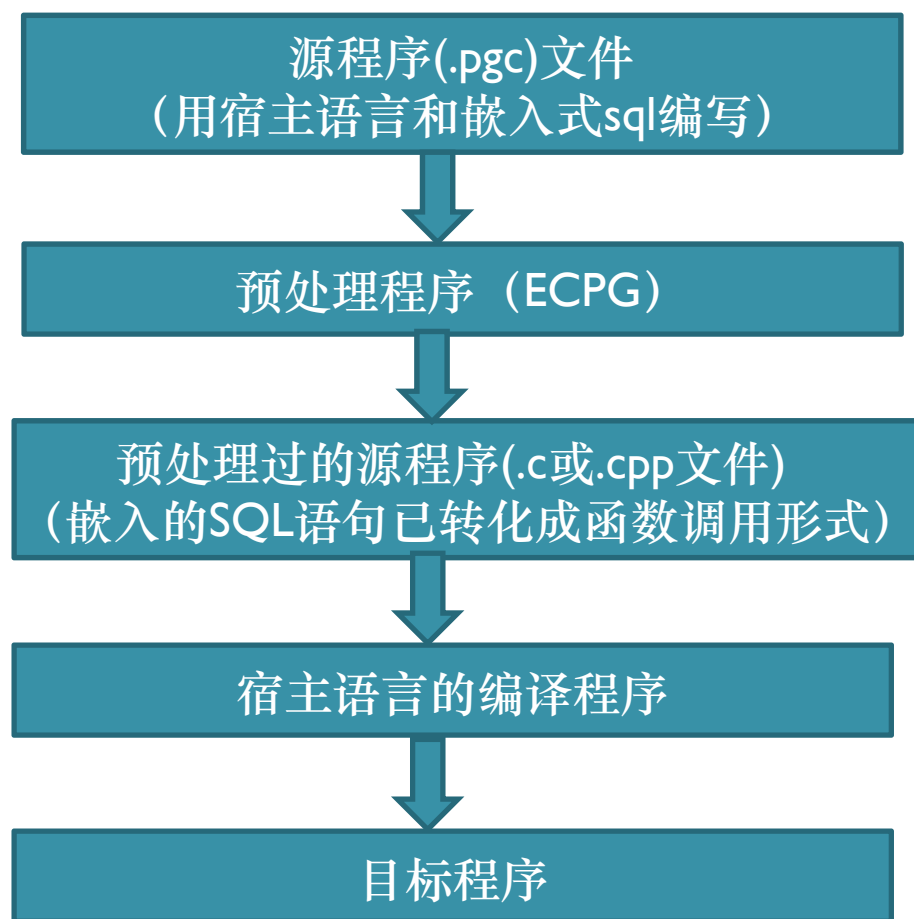 源程序(.pgc)文件
（用宿主语言和嵌入式sql编写）
预处理程序（ECPG）
预处理过的源程序(.c或.cpp文件)
（嵌入的SQL语句已转化成函数调用形式）
宿主语言的编译程序
目标程序